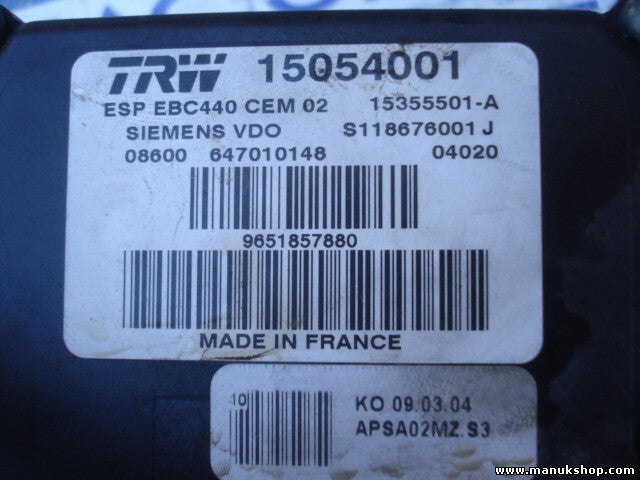 TRW 15054001
ESP EBC440 CEM 02 15355501-A
SIEMENS VDO S118676001J
08600 647010148 04020
9651857880
MADE IN FRANCE
10 KO 09.03.04
APSA02MZ.S3
www.manukshop.com